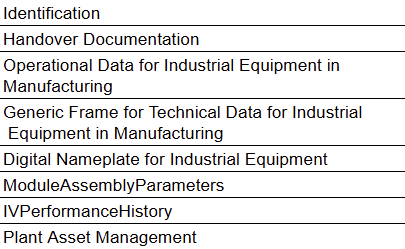 Identification
Handover Documentation
Operational Data for Industrial Equipment in
Manufacturing
Generic Frame for Technical Data for Industrial
Equipment in Manufacturing
Digital Nameplate for Industrial Equipment
ModuleAssemblyParameters
IVPerformanceHistory
Plant Asset Management